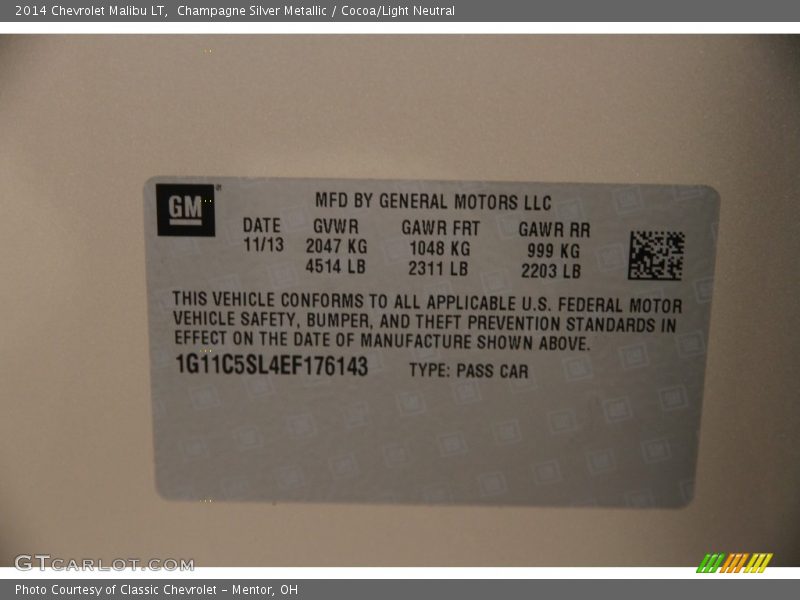 2014 Chevrolet Malibu LT, Champagne Silver Metallic / Cocoa/Light Neutral
GM
MFD BY GENERAL MOTORS LLC
DATE GVWR GAWR FRT GAWR RR
11/13 2047 KG 1048 KG 999 KG
4514 LB 2311 LB 2203 LB
THIS VEHICLE CONFORMS TO ALL APPLICABLE U.S. FEDERAL MOTOR
VEHICLE SAFETY, BUMPER, AND THEFT PREVENTION STANDARDS IN
EFFECT ON THE DATE OF MANUFACTURE SHOWN ABOVE.
1G11C5SL4EF176143 TYPE: PASS CAR
GTCARLOT.COM
Photo Courtesy of Classic Chevrolet - Mentor, OH